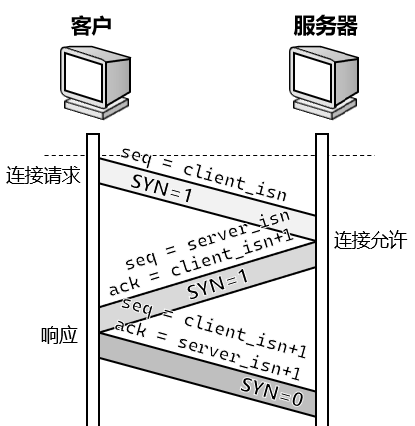 客户
服务器
连接请求
seq = client_isn
SYN=1
seq = server_isn
ack = client_isn+1
SYN=1
连接允许
响应
seq = client_isn+1
ack = server_isn+1
SYN=0